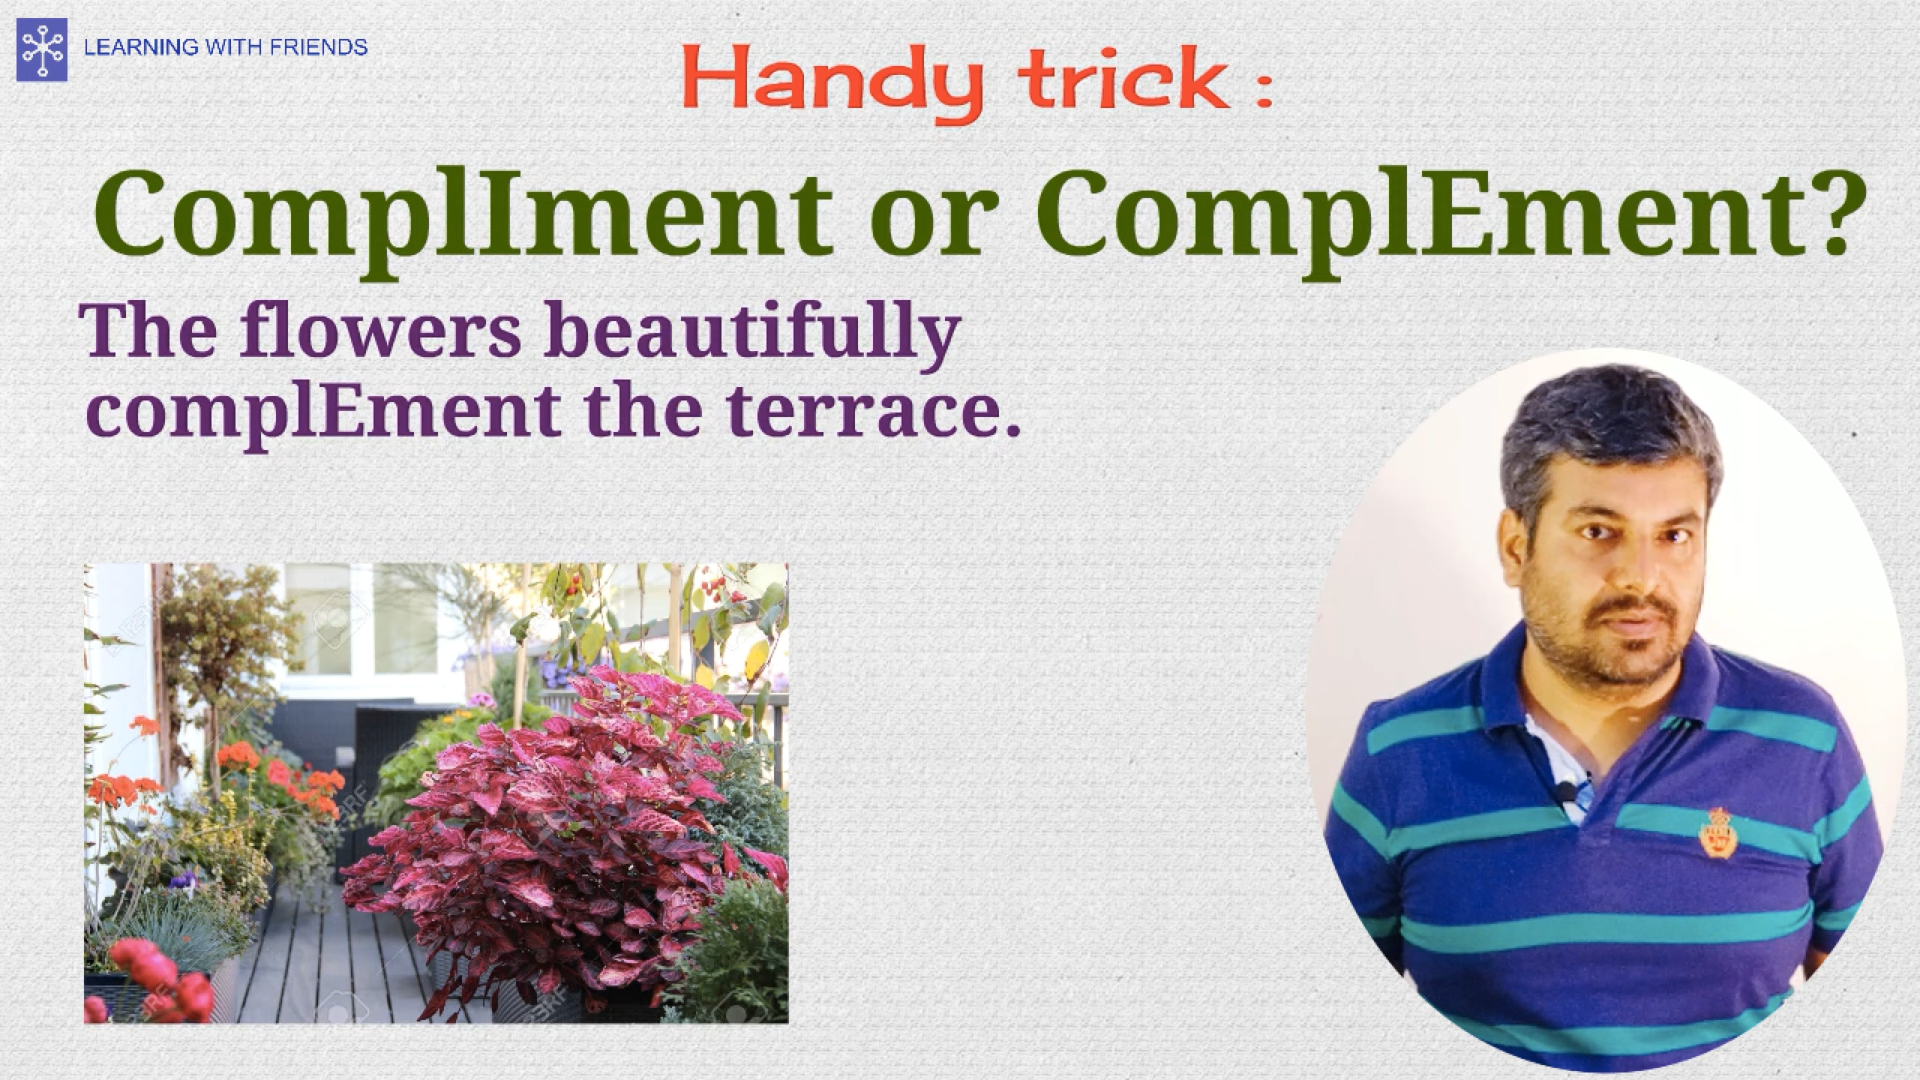 LEARNING WITH FRIENDS
Handy trick :
ComplIment or ComplEment?
The flowers beautifully
complEment the terrace.